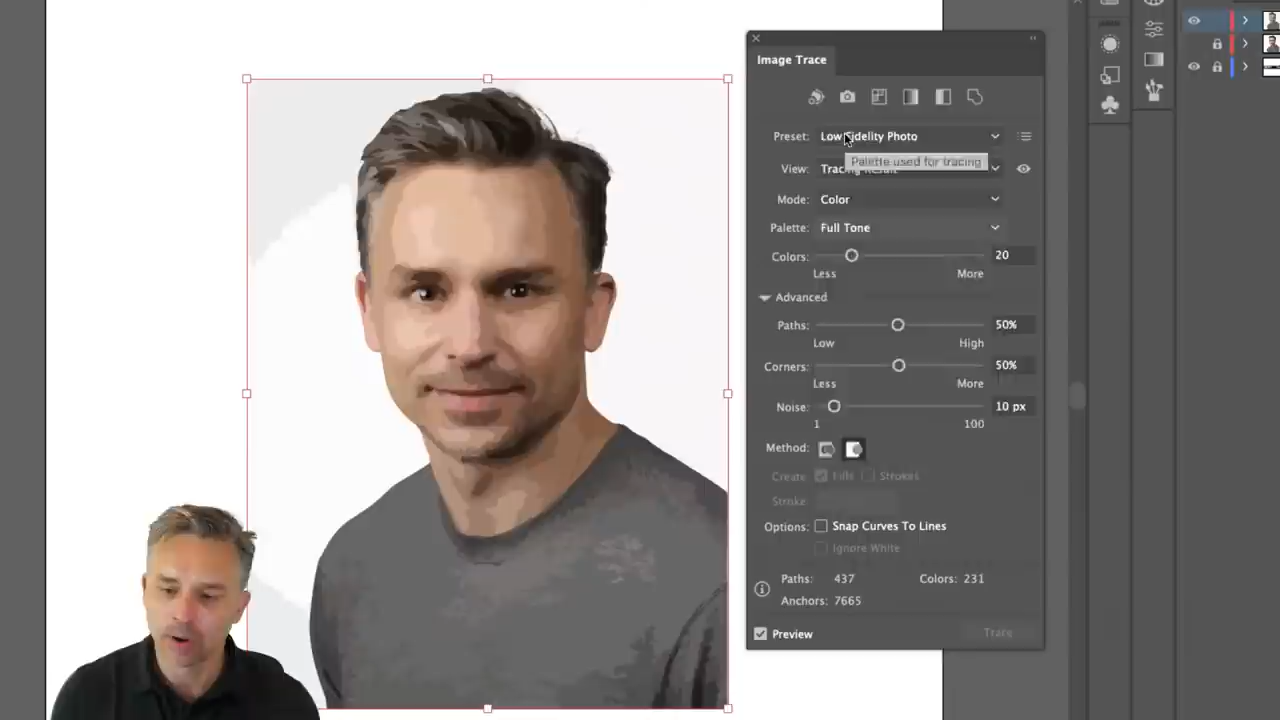 Image Trace
Preset: Low Fidelity Photo
Palette used for tracing
View: Tracing Result
Mode: Color
Palette: Full Tone
Colors: 20
Less More
Advanced
Paths: 50%
Low High
Corners: 50%
Less More
Noise: 10 px
1 100
Method:
Create: Fills Strokes
Stroke:
Options: Snap Curves To Lines
Ignore White
Paths: 437 Colors: 231
Anchors: 7665
Preview Trace